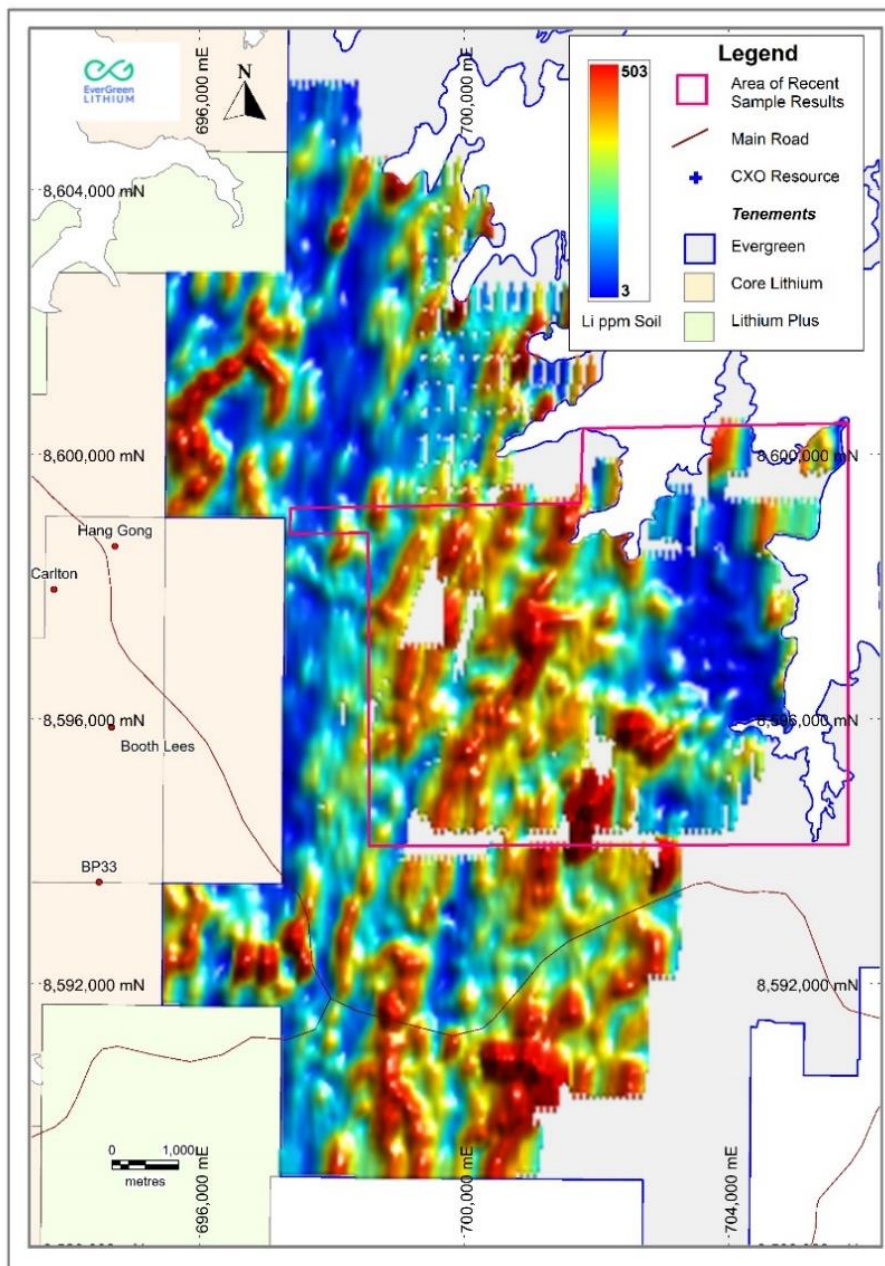 EverGreen
LITHIUM
N
696,000 mE
700,000 mE
Legend
503
3
Li ppm Soil
Area of Recent
Sample Results
Main Road
CXO Resource
Tenements
Evergreen
Core Lithium
Lithium Plus
8,604,000 mN
8,600,000 mN
8,600,000 mN
Hang Gong
Carlton
8,596,000 mN
8,596,000 mN
Booth Lees
BP33
8,592,000 mN
8,592,000 mN
0 1,000
metres
696,000 mE
700,000 mE
704,000 mE